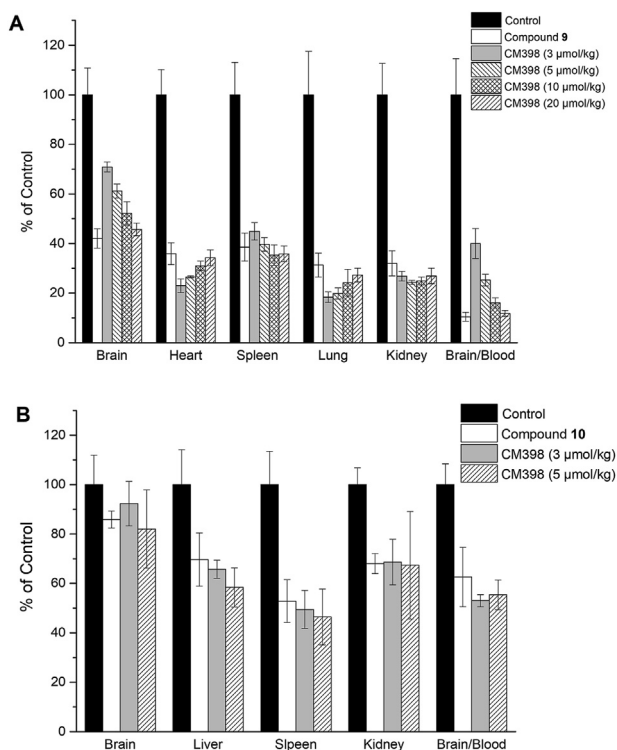 A
Control
Compound 9
CM398 (3 µmol/kg)
CM398 (5 µmol/kg)
CM398 (10 µmol/kg)
CM398 (20 µmol/kg)
% of Control
120
100
80
60
40
20
0
Brain Heart Spleen Lung Kidney Brain/Blood
B
Control
Compound 10
CM398 (3 µmol/kg)
CM398 (5 µmol/kg)
% of Control
120
100
80
60
40
20
0
Brain Liver Slpeen Kidney Brain/Blood